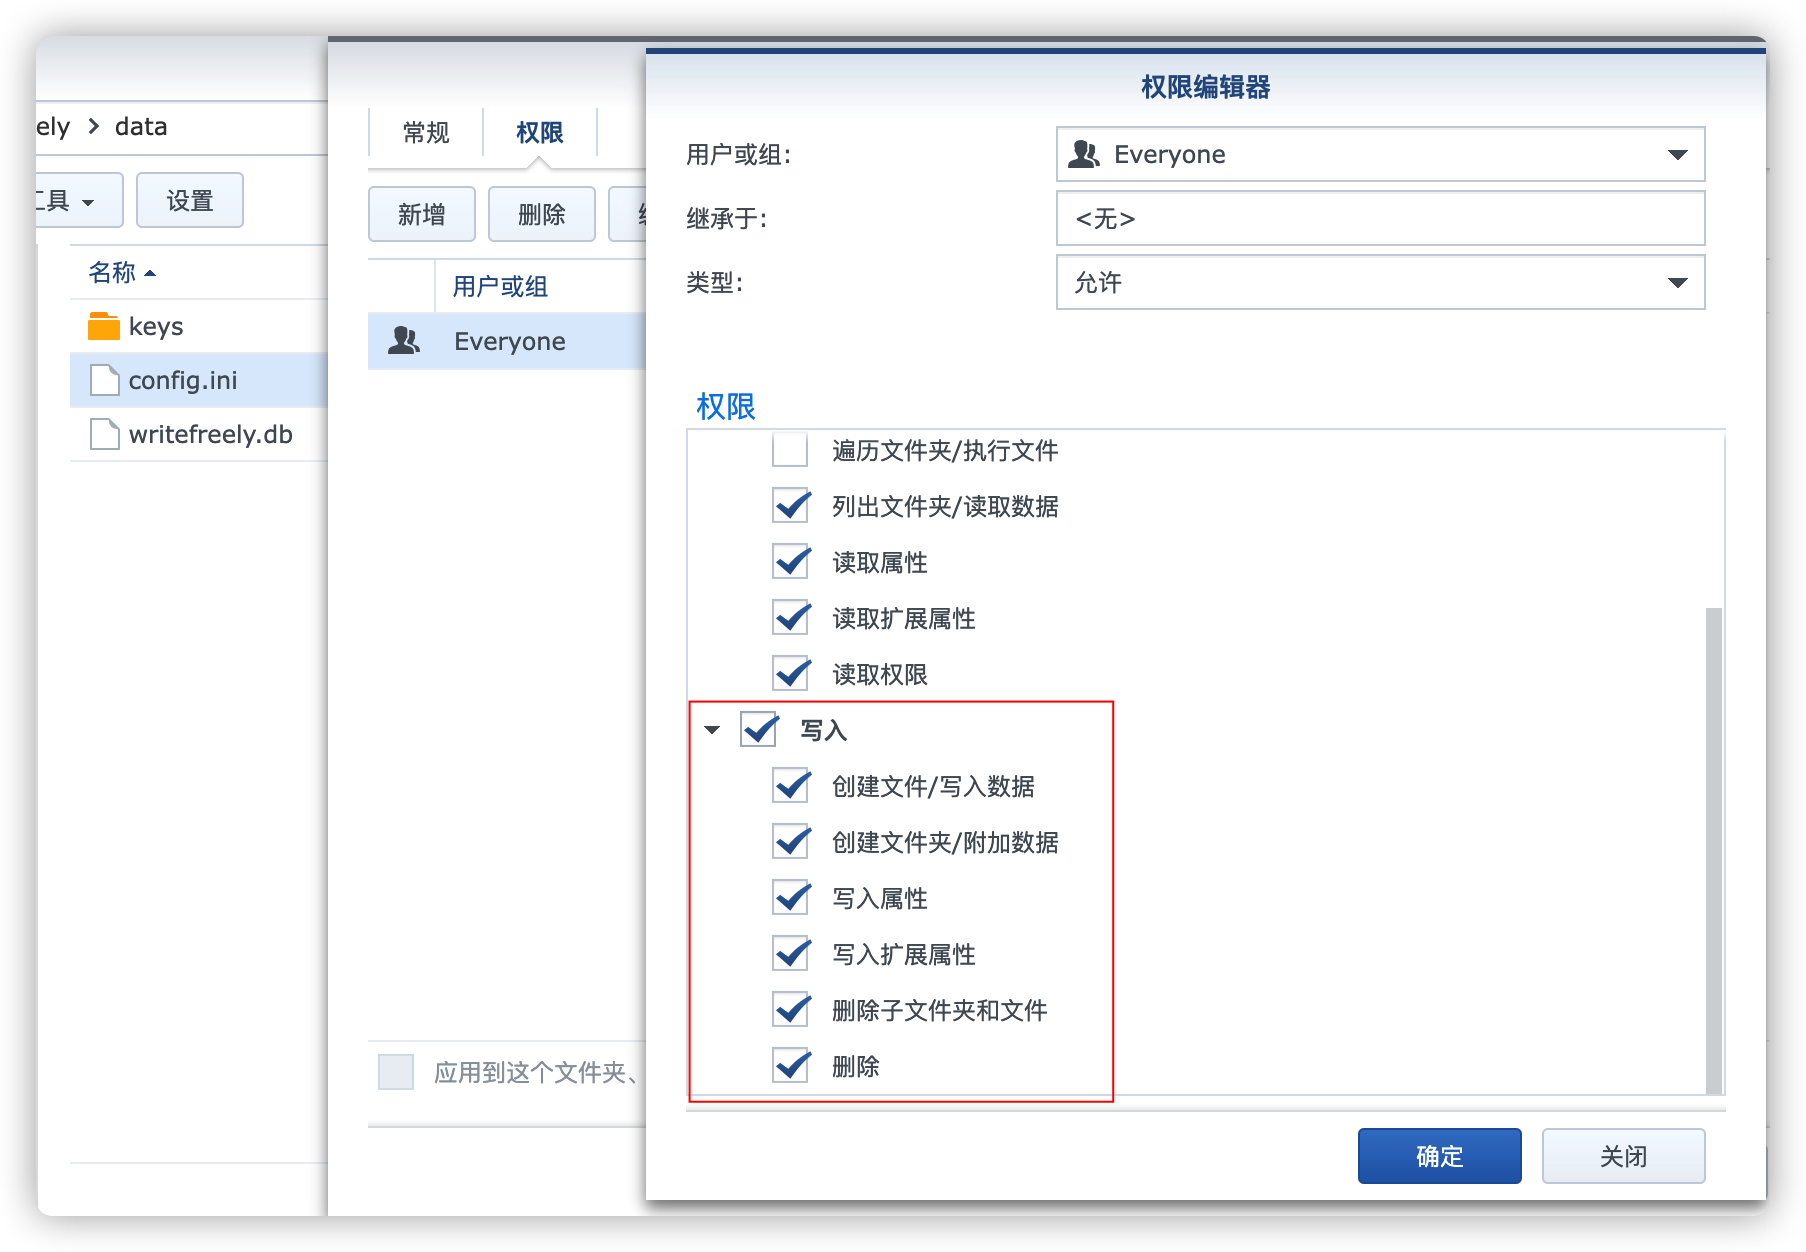 ely > data
工具
设置
名称
keys
config.ini
writefreely.db
常规
权限
新增
删除
用户或组
Everyone
应用到这个文件夹、
权限编辑器
用户或组:
Everyone
继承于:
<无>
类型:
允许
权限
遍历文件夹/执行文件
列出文件夹/读取数据
读取属性
读取扩展属性
读取权限
写入
创建文件/写入数据
创建文件夹/附加数据
写入属性
写入扩展属性
删除子文件夹和文件
删除
确定
关闭